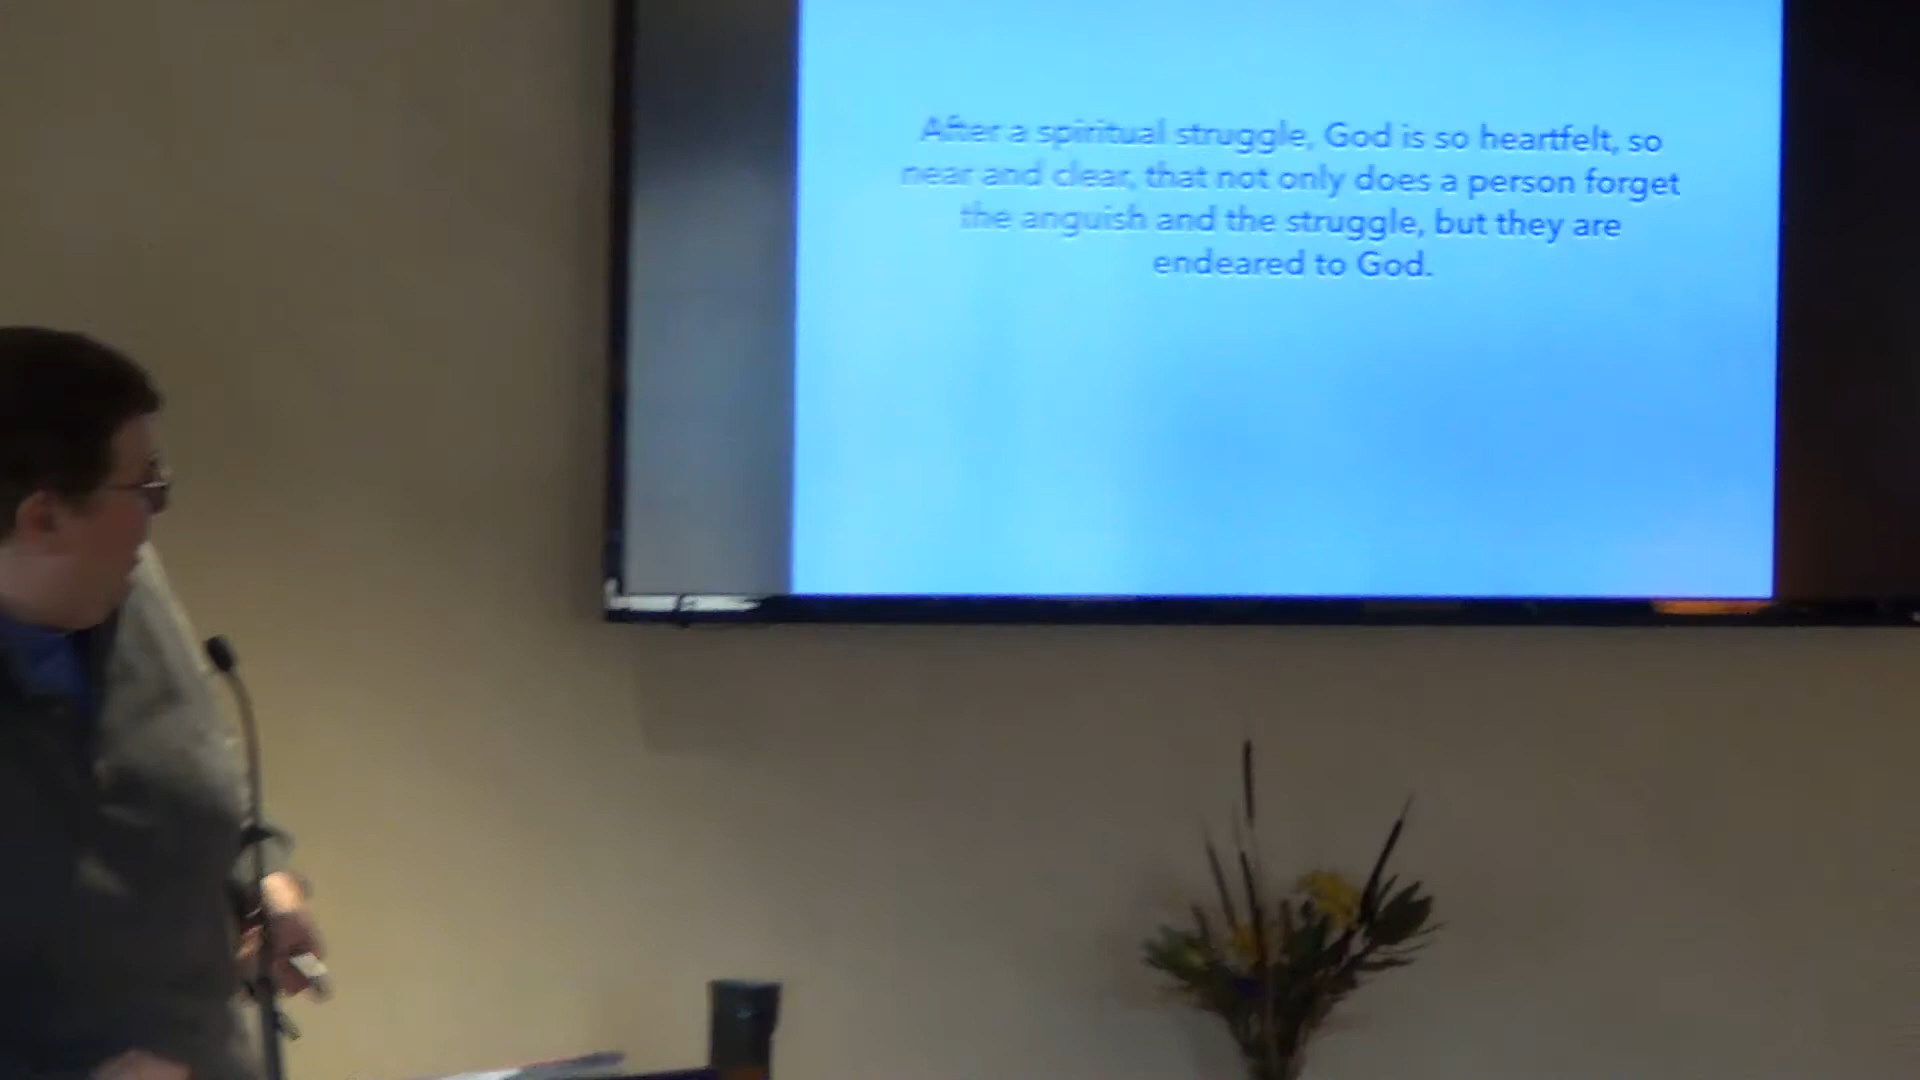 After a spiritual struggle, God is so heartfelt, so
near and clear, that not only does a person forget
the anguish and the struggle, but they are
endeared to God.